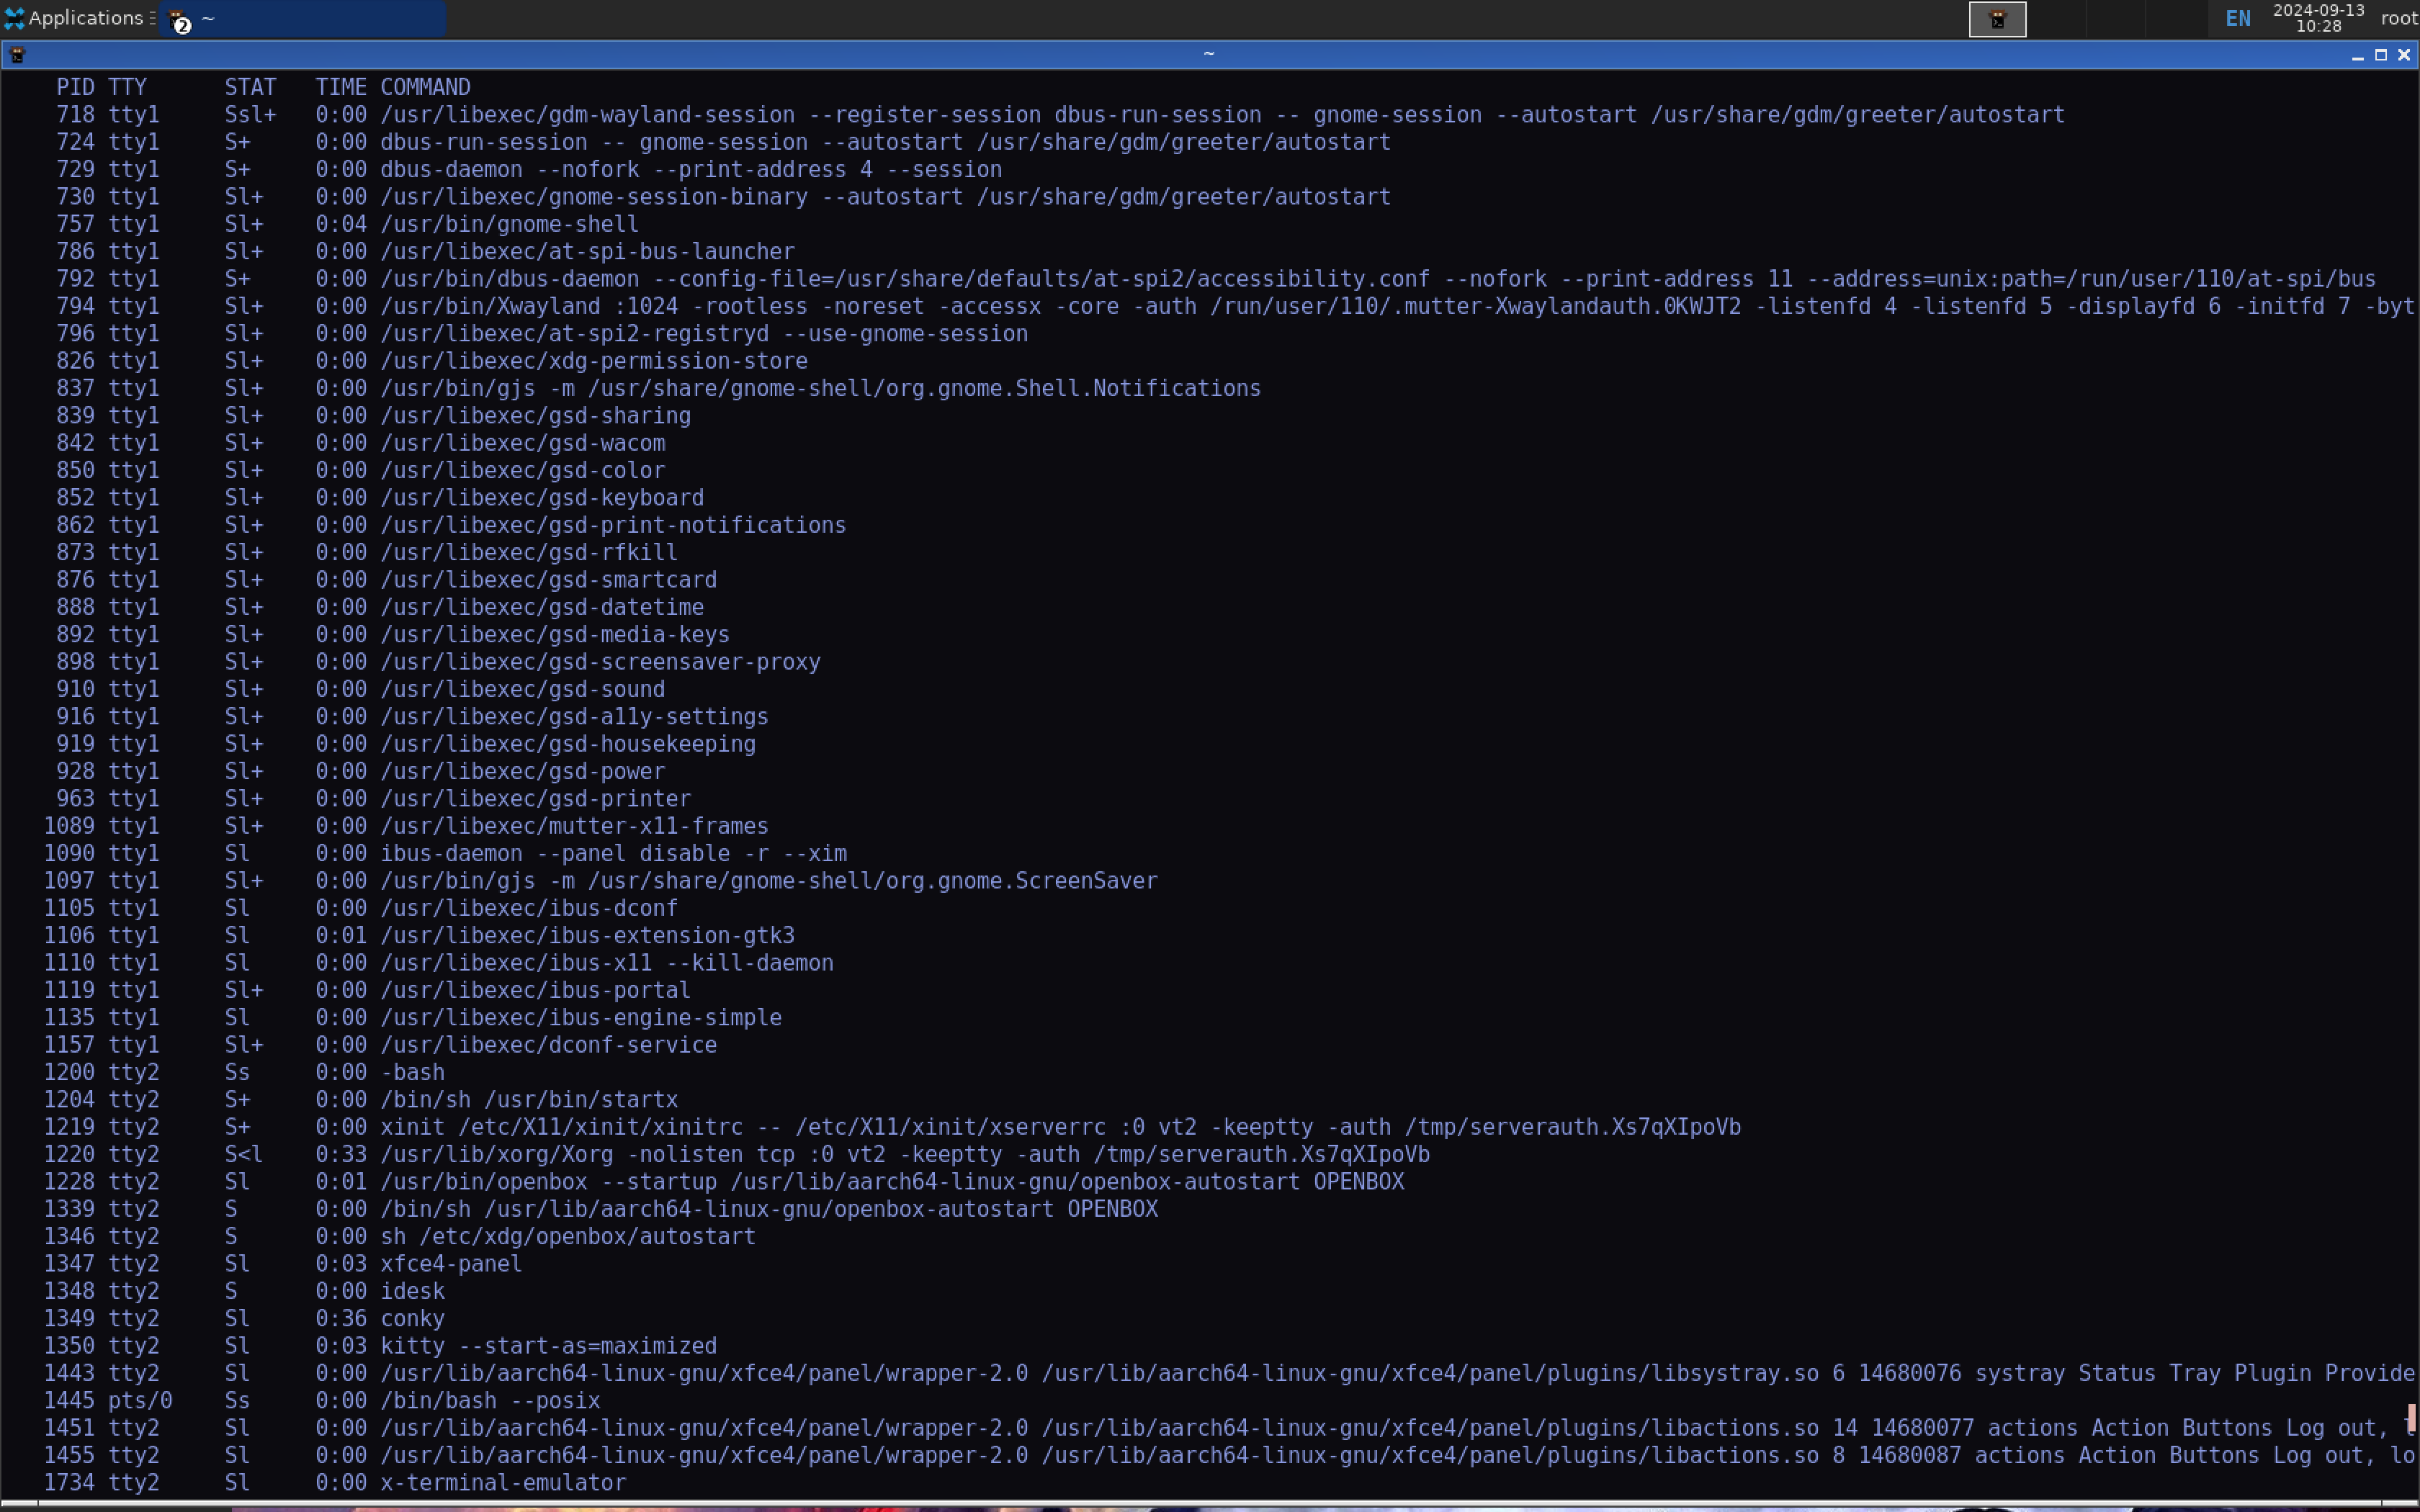 Applications
2 ~
EN
2024-09-13
10:28
root
~
PID TTY STAT TIME COMMAND
718 tty1 Ssl+ 0:00 /usr/libexec/gdm-wayland-session --register-session dbus-run-session -- gnome-session --autostart /usr/share/gdm/greeter/autostart
724 tty1 S+ 0:00 dbus-run-session -- gnome-session --autostart /usr/share/gdm/greeter/autostart
729 tty1 S+ 0:00 dbus-daemon --nofork --print-address 4 --session
730 tty1 Sl+ 0:00 /usr/libexec/gnome-session-binary --autostart /usr/share/gdm/greeter/autostart
757 tty1 Sl+ 0:04 /usr/bin/gnome-shell
786 tty1 Sl+ 0:00 /usr/libexec/at-spi-bus-launcher
792 tty1 S+ 0:00 /usr/bin/dbus-daemon --config-file=/usr/share/defaults/at-spi2/accessibility.conf --nofork --print-address 11 --address=unix:path=/run/user/110/at-spi/bus
794 tty1 Sl+ 0:00 /usr/bin/Xwayland :1024 -rootless -noreset -accessx -core -auth /run/user/110/.mutter-Xwaylandauth.0KWJT2 -listenfd 4 -listenfd 5 -displayfd 6 -initfd 7 -byt
796 tty1 Sl+ 0:00 /usr/libexec/at-spi2-registryd --use-gnome-session
826 tty1 Sl+ 0:00 /usr/libexec/xdg-permission-store
837 tty1 Sl+ 0:00 /usr/bin/gjs -m /usr/share/gnome-shell/org.gnome.Shell.Notifications
839 tty1 Sl+ 0:00 /usr/libexec/gsd-sharing
842 tty1 Sl+ 0:00 /usr/libexec/gsd-wacom
850 tty1 Sl+ 0:00 /usr/libexec/gsd-color
852 tty1 Sl+ 0:00 /usr/libexec/gsd-keyboard
862 tty1 Sl+ 0:00 /usr/libexec/gsd-print-notifications
873 tty1 Sl+ 0:00 /usr/libexec/gsd-rfkill
876 tty1 Sl+ 0:00 /usr/libexec/gsd-smartcard
888 tty1 Sl+ 0:00 /usr/libexec/gsd-datetime
892 tty1 Sl+ 0:00 /usr/libexec/gsd-media-keys
898 tty1 Sl+ 0:00 /usr/libexec/gsd-screensaver-proxy
910 tty1 Sl+ 0:00 /usr/libexec/gsd-sound
916 tty1 Sl+ 0:00 /usr/libexec/gsd-a11y-settings
919 tty1 Sl+ 0:00 /usr/libexec/gsd-housekeeping
928 tty1 Sl+ 0:00 /usr/libexec/gsd-power
963 tty1 Sl+ 0:00 /usr/libexec/gsd-printer
1089 tty1 Sl+ 0:00 /usr/libexec/mutter-x11-frames
1090 tty1 Sl 0:00 ibus-daemon --panel disable -r --xim
1097 tty1 Sl+ 0:00 /usr/bin/gjs -m /usr/share/gnome-shell/org.gnome.ScreenSaver
1105 tty1 Sl 0:00 /usr/libexec/ibus-dconf
1106 tty1 Sl 0:01 /usr/libexec/ibus-extension-gtk3
1110 tty1 Sl 0:00 /usr/libexec/ibus-x11 --kill-daemon
1119 tty1 Sl+ 0:00 /usr/libexec/ibus-portal
1135 tty1 Sl 0:00 /usr/libexec/ibus-engine-simple
1157 tty1 Sl+ 0:00 /usr/libexec/dconf-service
1200 tty2 Ss 0:00 -bash
1204 tty2 S+ 0:00 /bin/sh /usr/bin/startx
1219 tty2 S+ 0:00 xinit /etc/X11/xinit/xinitrc -- /etc/X11/xinit/xserverrc :0 vt2 -keeptty -auth /tmp/serverauth.Xs7qXIpoVb
1220 tty2 S<l 0:33 /usr/lib/xorg/Xorg -nolisten tcp :0 vt2 -keeptty -auth /tmp/serverauth.Xs7qXIpoVb
1228 tty2 Sl 0:01 /usr/bin/openbox --startup /usr/lib/aarch64-linux-gnu/openbox-autostart OPENBOX
1339 tty2 S 0:00 /bin/sh /usr/lib/aarch64-linux-gnu/openbox-autostart OPENBOX
1346 tty2 S 0:00 sh /etc/xdg/openbox/autostart
1347 tty2 Sl 0:03 xfce4-panel
1348 tty2 S 0:00 idesk
1349 tty2 Sl 0:36 conky
1350 tty2 Sl 0:03 kitty --start-as=maximized
1443 tty2 Sl 0:00 /usr/lib/aarch64-linux-gnu/xfce4/panel/wrapper-2.0 /usr/lib/aarch64-linux-gnu/xfce4/panel/plugins/libsystray.so 6 14680076 systray Status Tray Plugin Provide
1445 pts/0 Ss 0:00 /bin/bash --posix
1451 tty2 Sl 0:00 /usr/lib/aarch64-linux-gnu/xfce4/panel/wrapper-2.0 /usr/lib/aarch64-linux-gnu/xfce4/panel/plugins/libactions.so 14 14680077 actions Action Buttons Log out, l
1455 tty2 Sl 0:00 /usr/lib/aarch64-linux-gnu/xfce4/panel/wrapper-2.0 /usr/lib/aarch64-linux-gnu/xfce4/panel/plugins/libactions.so 8 14680087 actions Action Buttons Log out, lo
1734 tty2 Sl 0:00 x-terminal-emulator